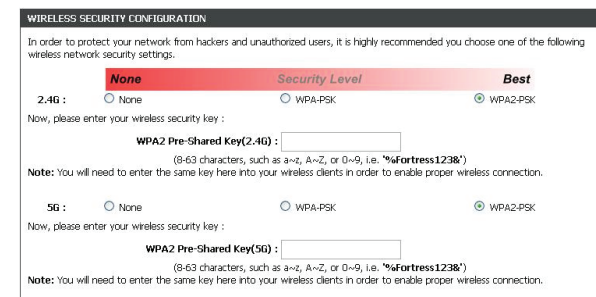 WIRELESS SECURITY CONFIGURATION
In order to protect your network from hackers and unauthorized users, it is highly recommended you choose one of the following
wireless network security settings.
None Security Level Best
2.4G : None WPA-PSK WPA2-PSK
Now, please enter your wireless security key :
WPA2 Pre-Shared Key(2.4G) :
(8-63 characters, such as a~z, A~Z, or 0~9, i.e. '%Fortress123&')
Note: You will need to enter the same key here into your wireless clients in order to enable proper wireless connection.
5G : None WPA-PSK WPA2-PSK
Now, please enter your wireless security key :
WPA2 Pre-Shared Key(5G) :
(8-63 characters, such as a~z, A~Z, or 0~9, i.e. '%Fortress123&')
Note: You will need to enter the same key here into your wireless clients in order to enable proper wireless connection.